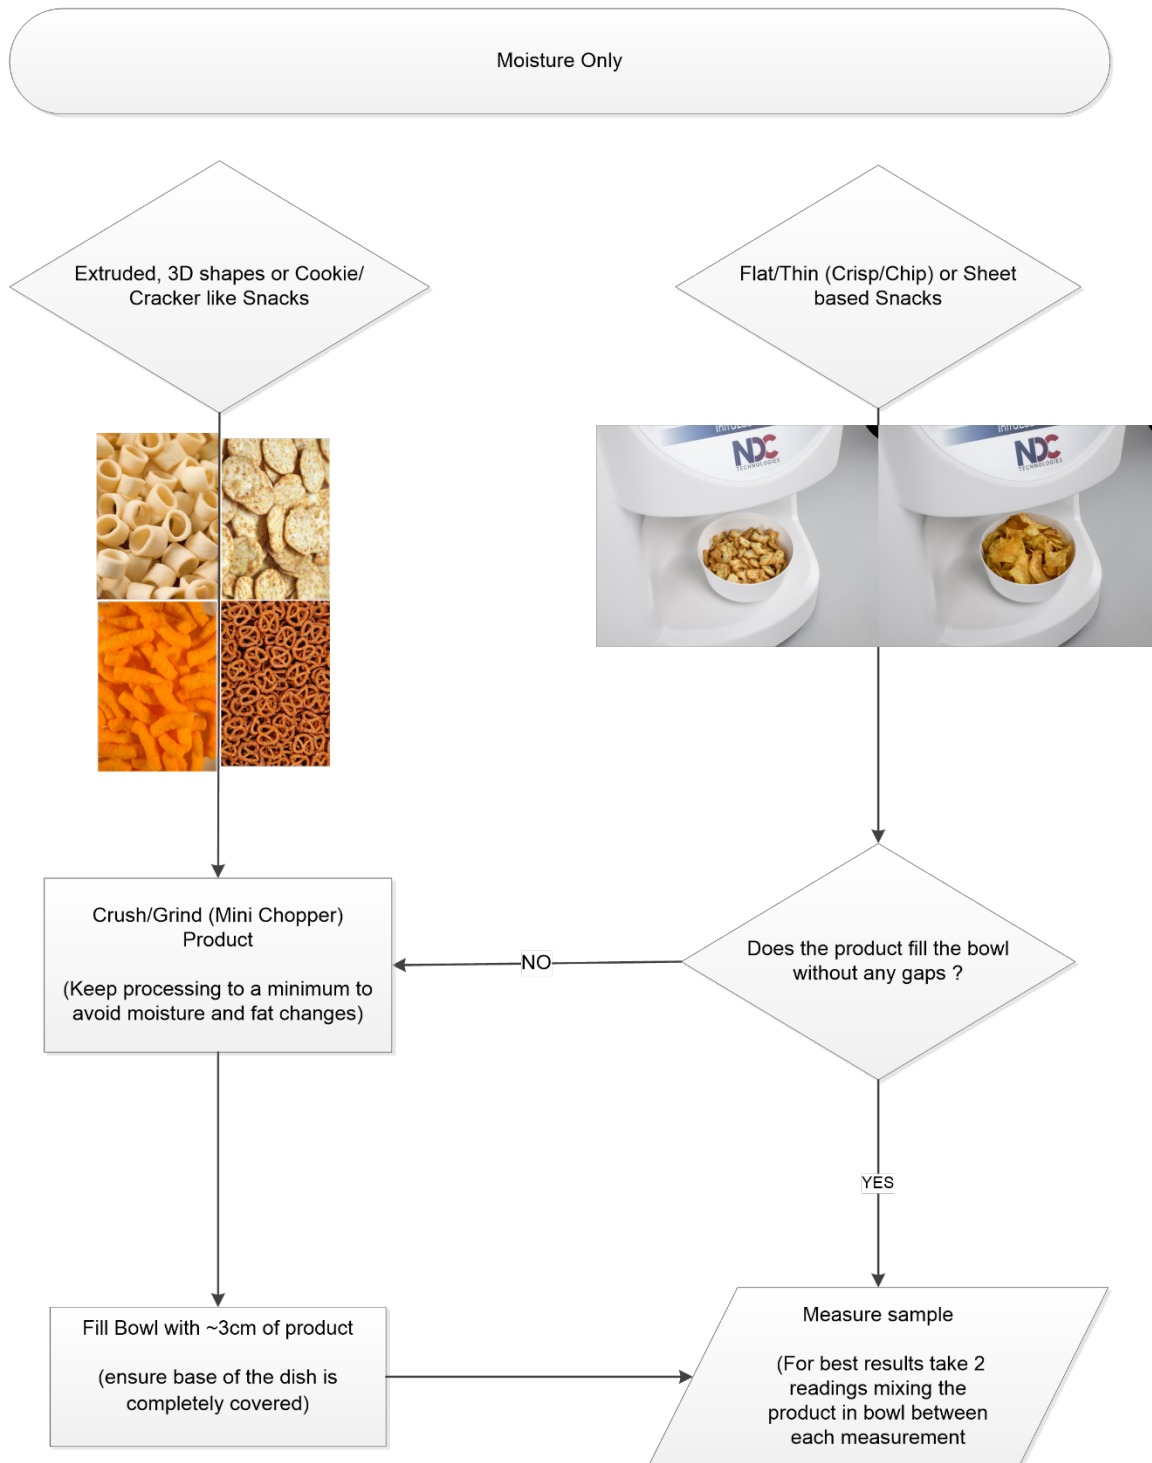 Moisture Only
Extruded, 3D shapes or Cookie/
Cracker like Snacks
Flat/Thin (Crisp/Chip) or Sheet
based Snacks
NDC
TECHNOLOGIES
NDC
TECHNOLOGIES
Crush/Grind (Mini Chopper)
Product
(Keep processing to a minimum to
avoid moisture and fat changes)
NO
Does the product fill the bowl
without any gaps ?
YES
Fill Bowl with ~3cm of product
(ensure base of the dish is
completely covered)
Measure sample
(For best results take 2
readings mixing the
product in bowl between
each measurement